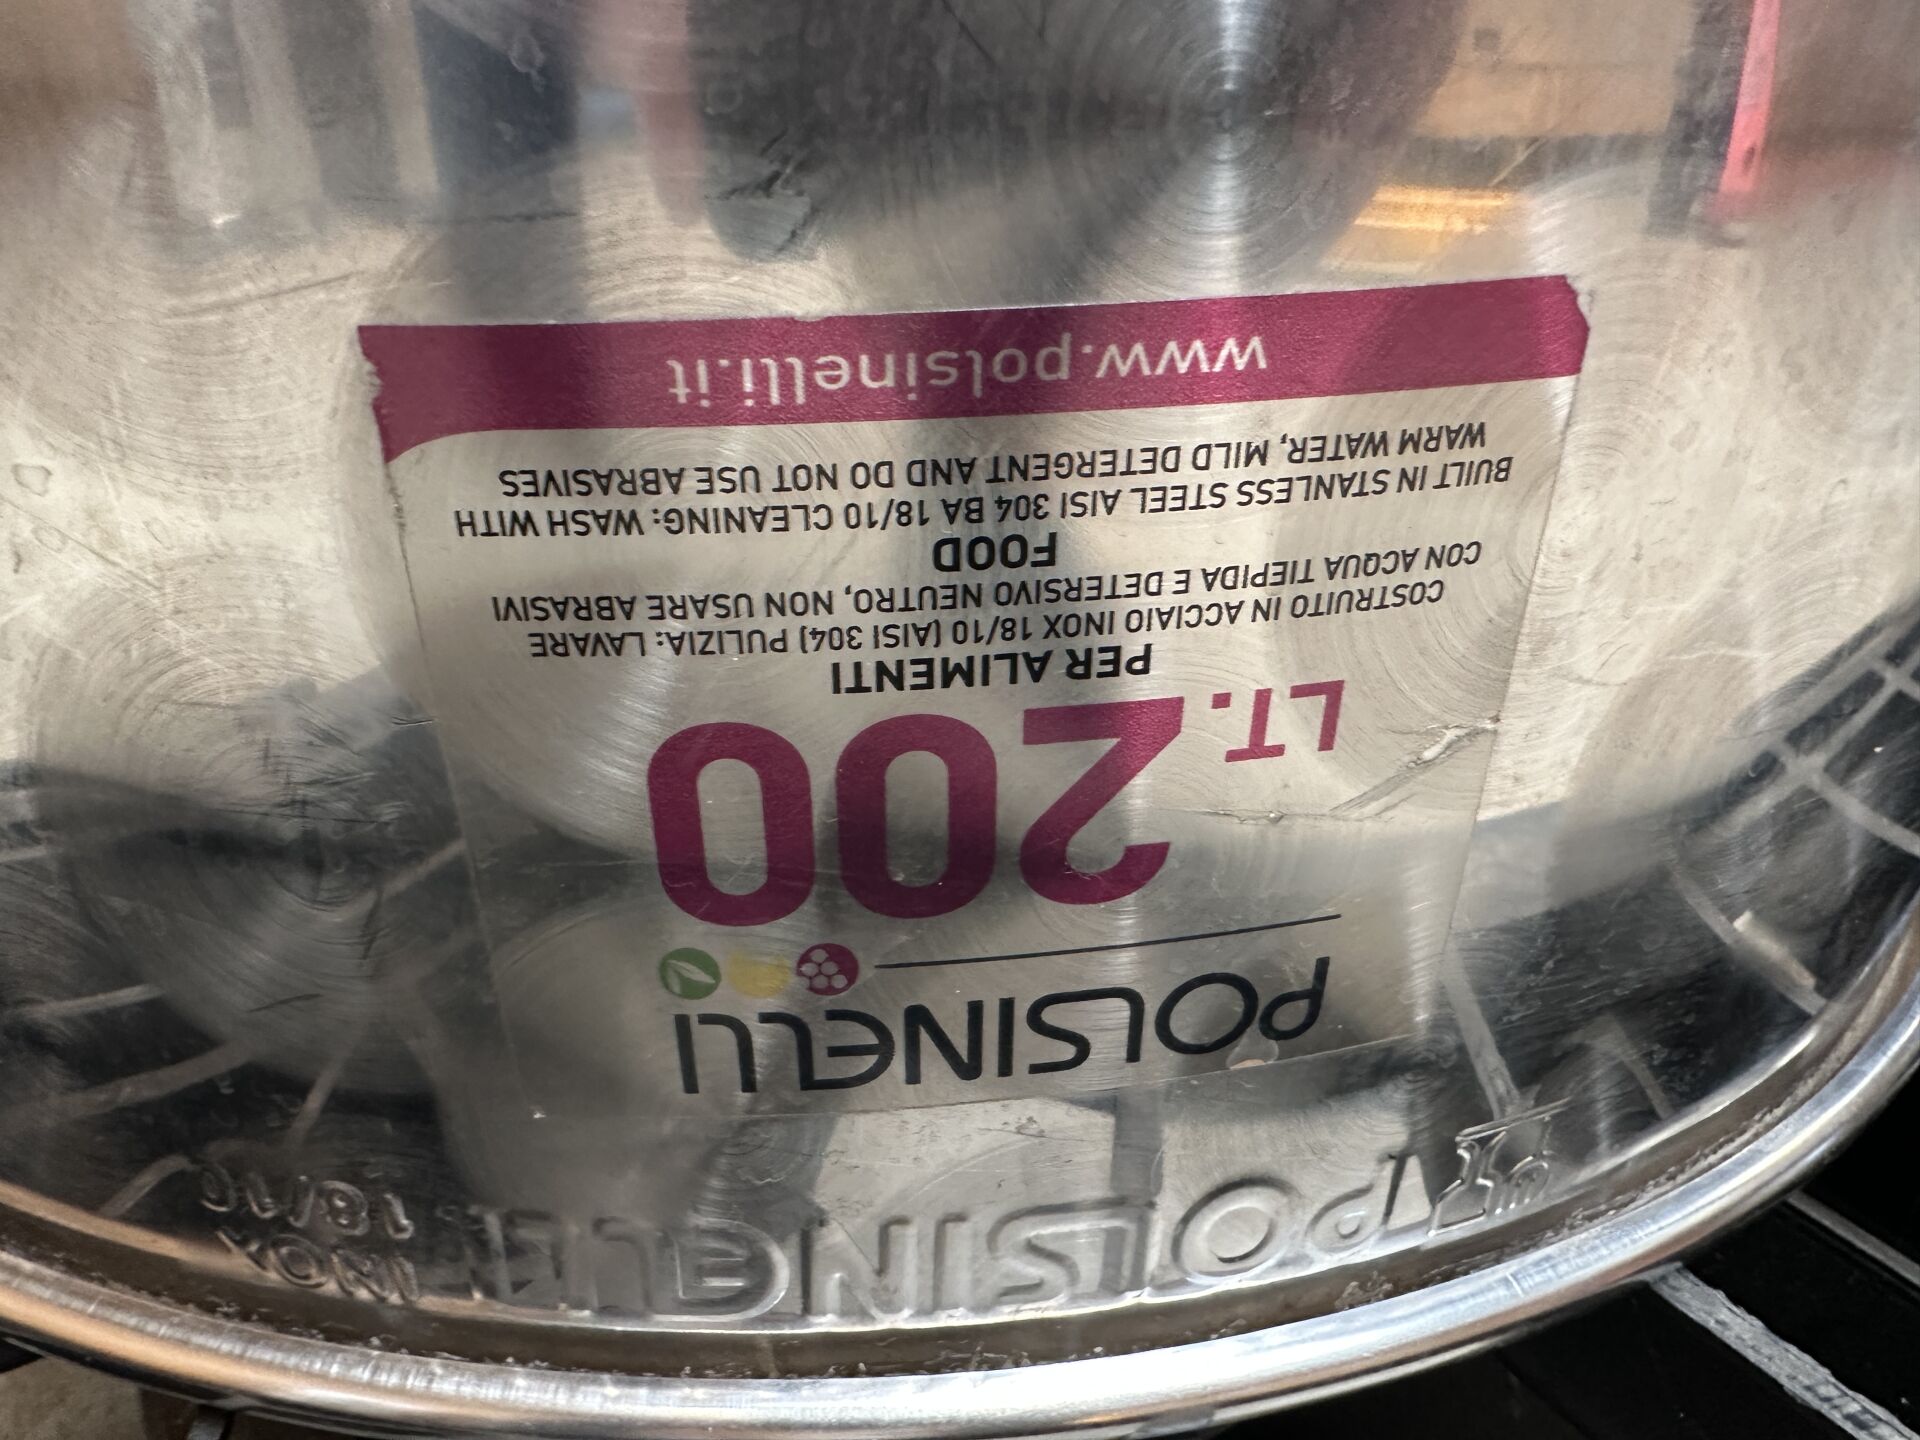 POLSINELLI
INOX
18/10
POLSINELLI
LT. 200
PER ALIMENTI
COSTRUITO IN ACCIAIO INOX 18/10 (AISI 304) PULIZIA: LAVARE
CON ACQUA TIEPIDA E DETERSIVO NEUTRO, NON USARE ABRASIVI
FOOD
BUILT IN STANLESS STEEL AISI 304 BA 18/10 CLEANING: WASH WITH
WARM WATER, MILD DETERGENT AND DO NOT USE ABRASIVES
www.polsinelli.it